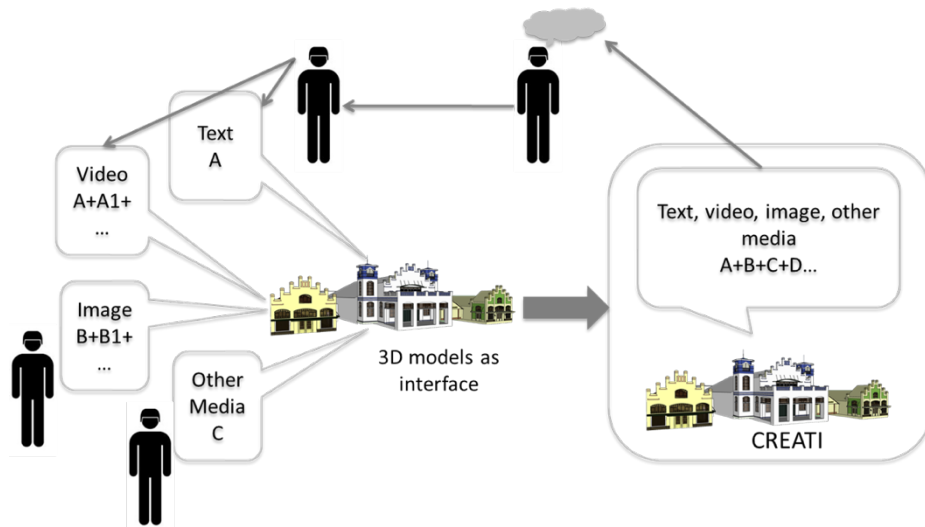 Text
A
Video
A+A1+
...
Image
B+B1+
...
Other
Media
C
3D models as
interface
Text, video, image, other
media
A+B+C+D...
CREATI